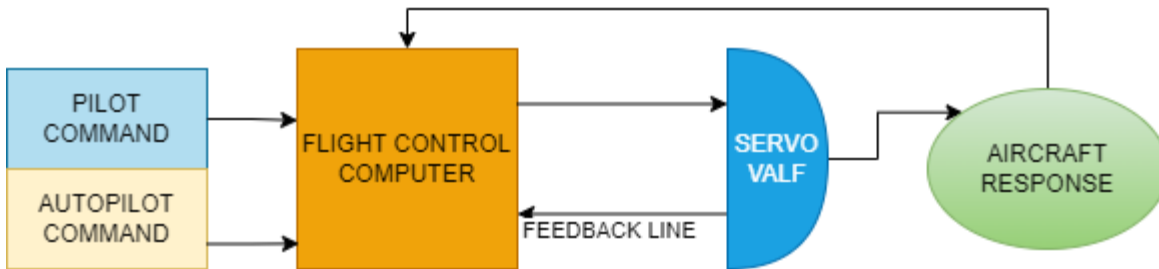 PILOT
COMMAND
AUTOPILOT
COMMAND
FLIGHT CONTROL
COMPUTER
FEEDBACK LINE
SERVO
VALF
AIRCRAFT
RESPONSE